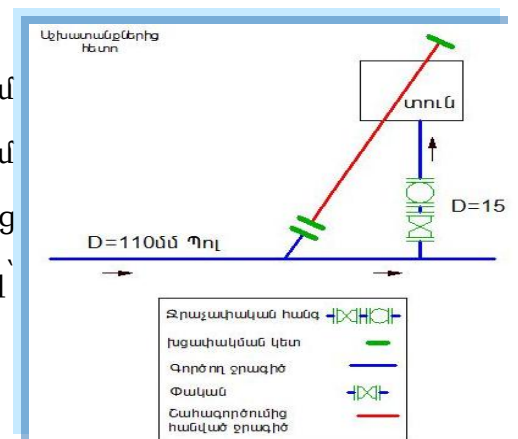 Աշխատանքներից
հետո
տուն
D=15
D=110մմ Պոլ
Ջրաչափական հանգ
խցափակման կետ
Գործող ջրագիծ
Փական
Շահագործումից
հանված ջրագիծ